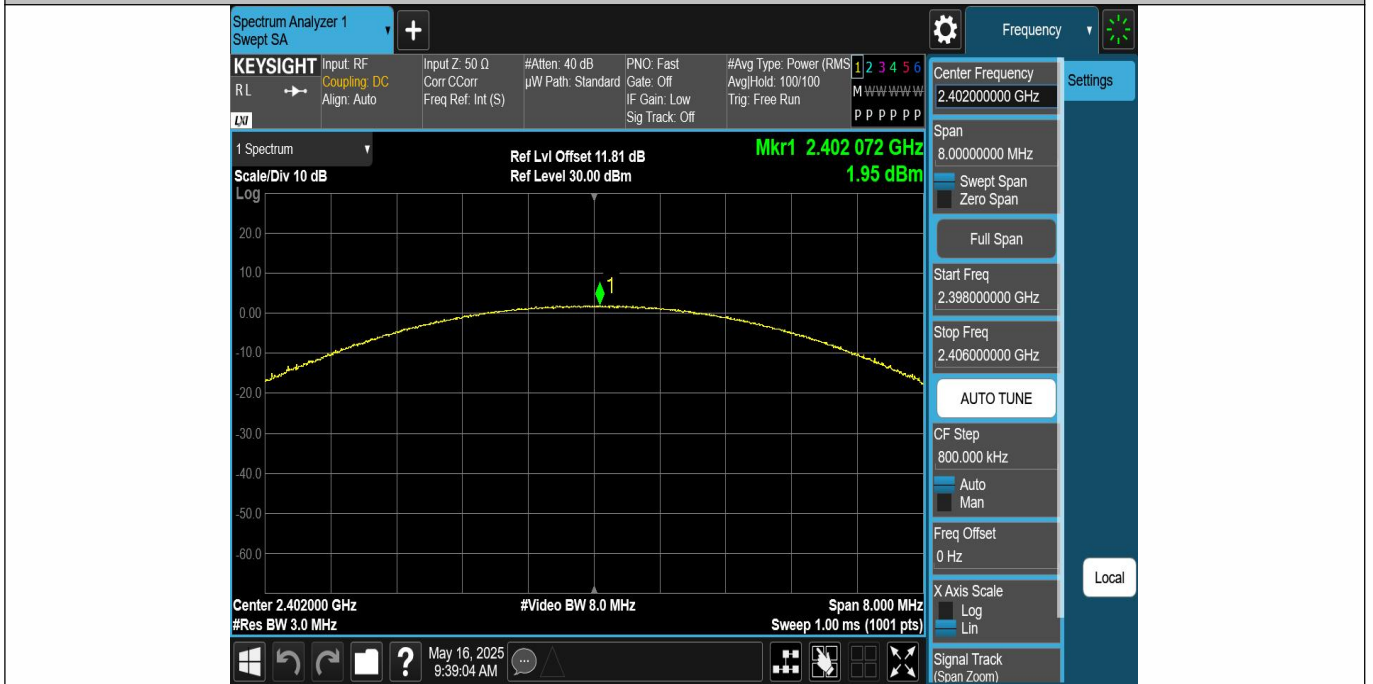 Spectrum Analyzer 1
Swept SA
Frequency
KEYSIGHT
RL
LXI
Input: RF
Coupling: DC
Align: Auto
Input Z: 50 Ω
Corr CCorr
Freq Ref: Int (S)
#Atten: 40 dB
µW Path: Standard
PNO: Fast
Gate: Off
IF Gain: Low
Sig Track: Off
#Avg Type: Power (RMS
Avg|Hold: 100/100
Trig: Free Run
1 2 3 4 5 6
M W W W W W
P P P P P P
1 Spectrum
Scale/Div 10 dB
Log
Ref Lvl Offset 11.81 dB
Ref Level 30.00 dBm
Mkr1 2.402 072 GHz
1.95 dBm
20.0
10.0
0.00
-10.0
-20.0
-30.0
-40.0
-50.0
-60.0
1
Center 2.402000 GHz
#Res BW 3.0 MHz
#Video BW 8.0 MHz
Span 8.000 MHz
Sweep 1.00 ms (1001 pts)
Center Frequency
2.402000000 GHz
Settings
Span
8.00000000 MHz
Swept Span
Zero Span
Full Span
Start Freq
2.398000000 GHz
Stop Freq
2.406000000 GHz
AUTO TUNE
CF Step
800.000 kHz
Auto
Man
Freq Offset
0 Hz
X Axis Scale
Log
Lin
Signal Track
(Span Zoom)
Local
?
May 16, 2025
9:39:04 AM